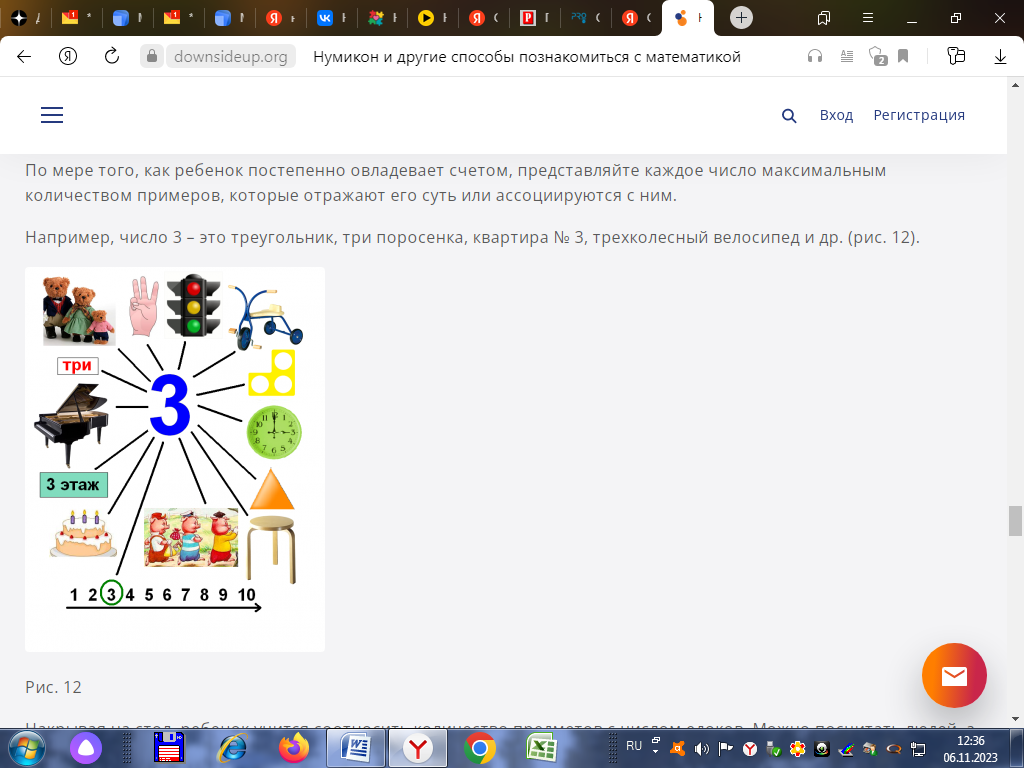 downsideup.org
Нумикон и другие способы познакомиться с математикой
2
Вход
Регистрация
По мере того, как ребенок постепенно овладевает счетом, представляйте каждое число максимальным
количеством примеров, которые отражают его суть или ассоциируются с ним.
Например, число 3 – это треугольник, три поросенка, квартира № 3, трехколесный велосипед и др. (рис. 12).
три
3
3 этаж
1 2 3 4 5 6 7 8 9 10
Рис. 12
RU
12:36
06.11.2023